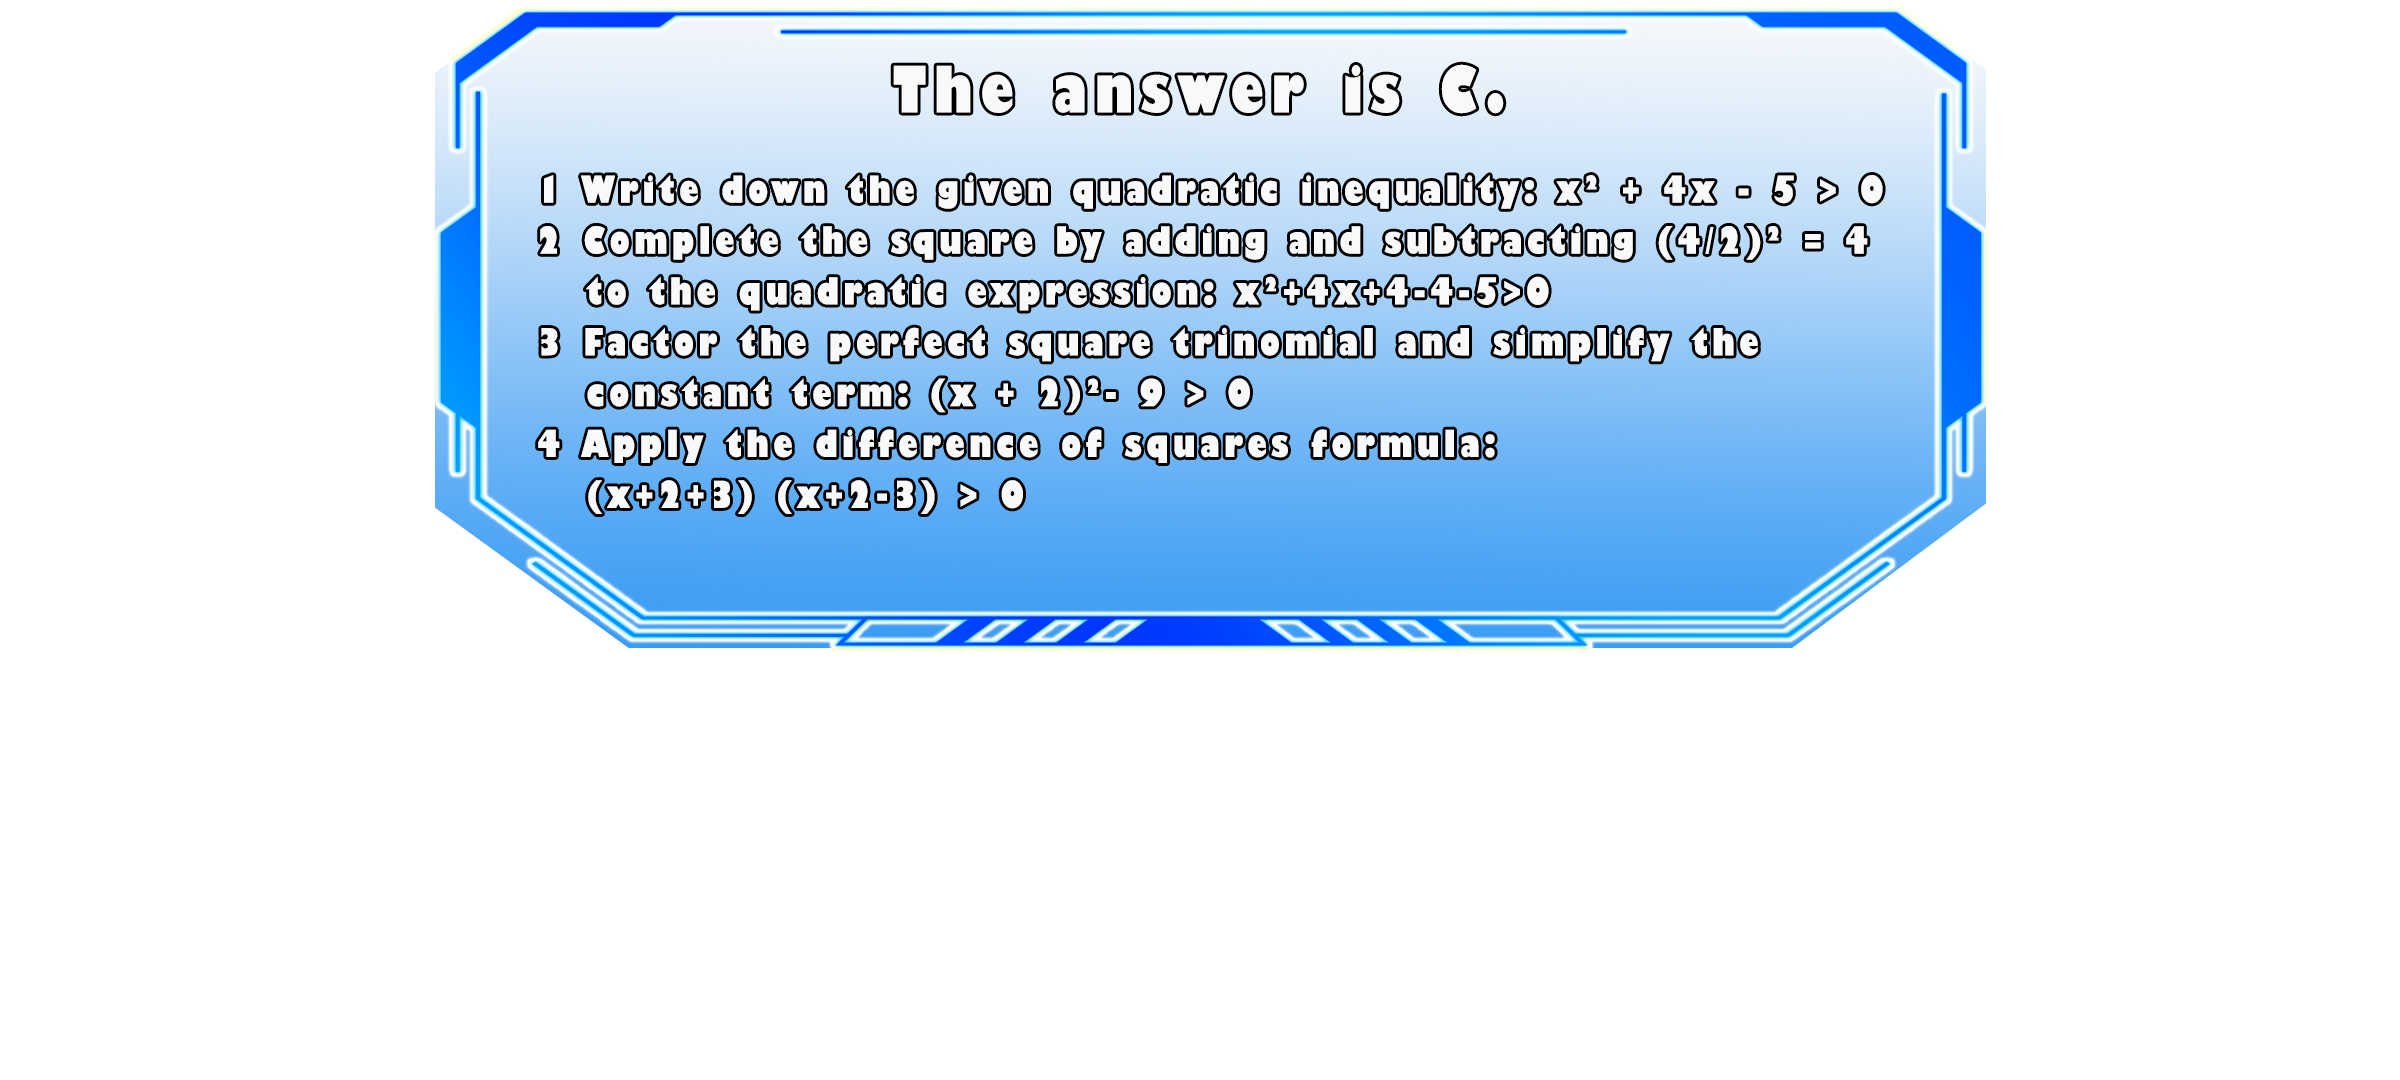 The answer is C.
1 Write down the given quadratic inequality: x² + 4x - 5 > 0
2 Complete the square by adding and subtracting (4/2)² = 4
to the quadratic expression: x²+4x+4-4-5>0
3 Factor the perfect square trinomial and simplify the
constant term: (x + 2)²- 9 > 0
4 Apply the difference of squares formula:
(x+2+3) (x+2-3) > 0